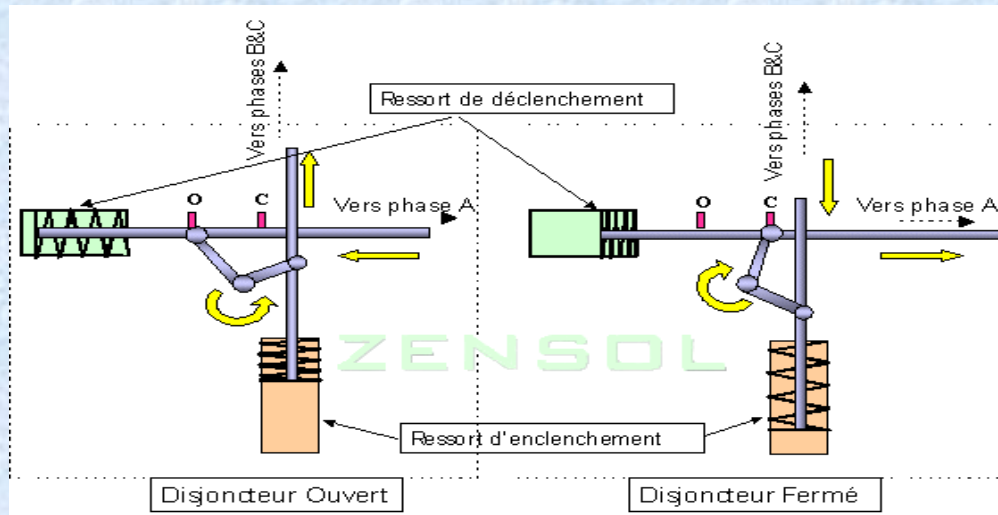 Vers phases B&C
Vers phases B&C
Ressort de déclenchement
O
C
Vers phase A
O
C
Vers phase A
ZENSOL
Ressort d'enclenchement
Disjoncteur Ouvert
Disjoncteur Fermé